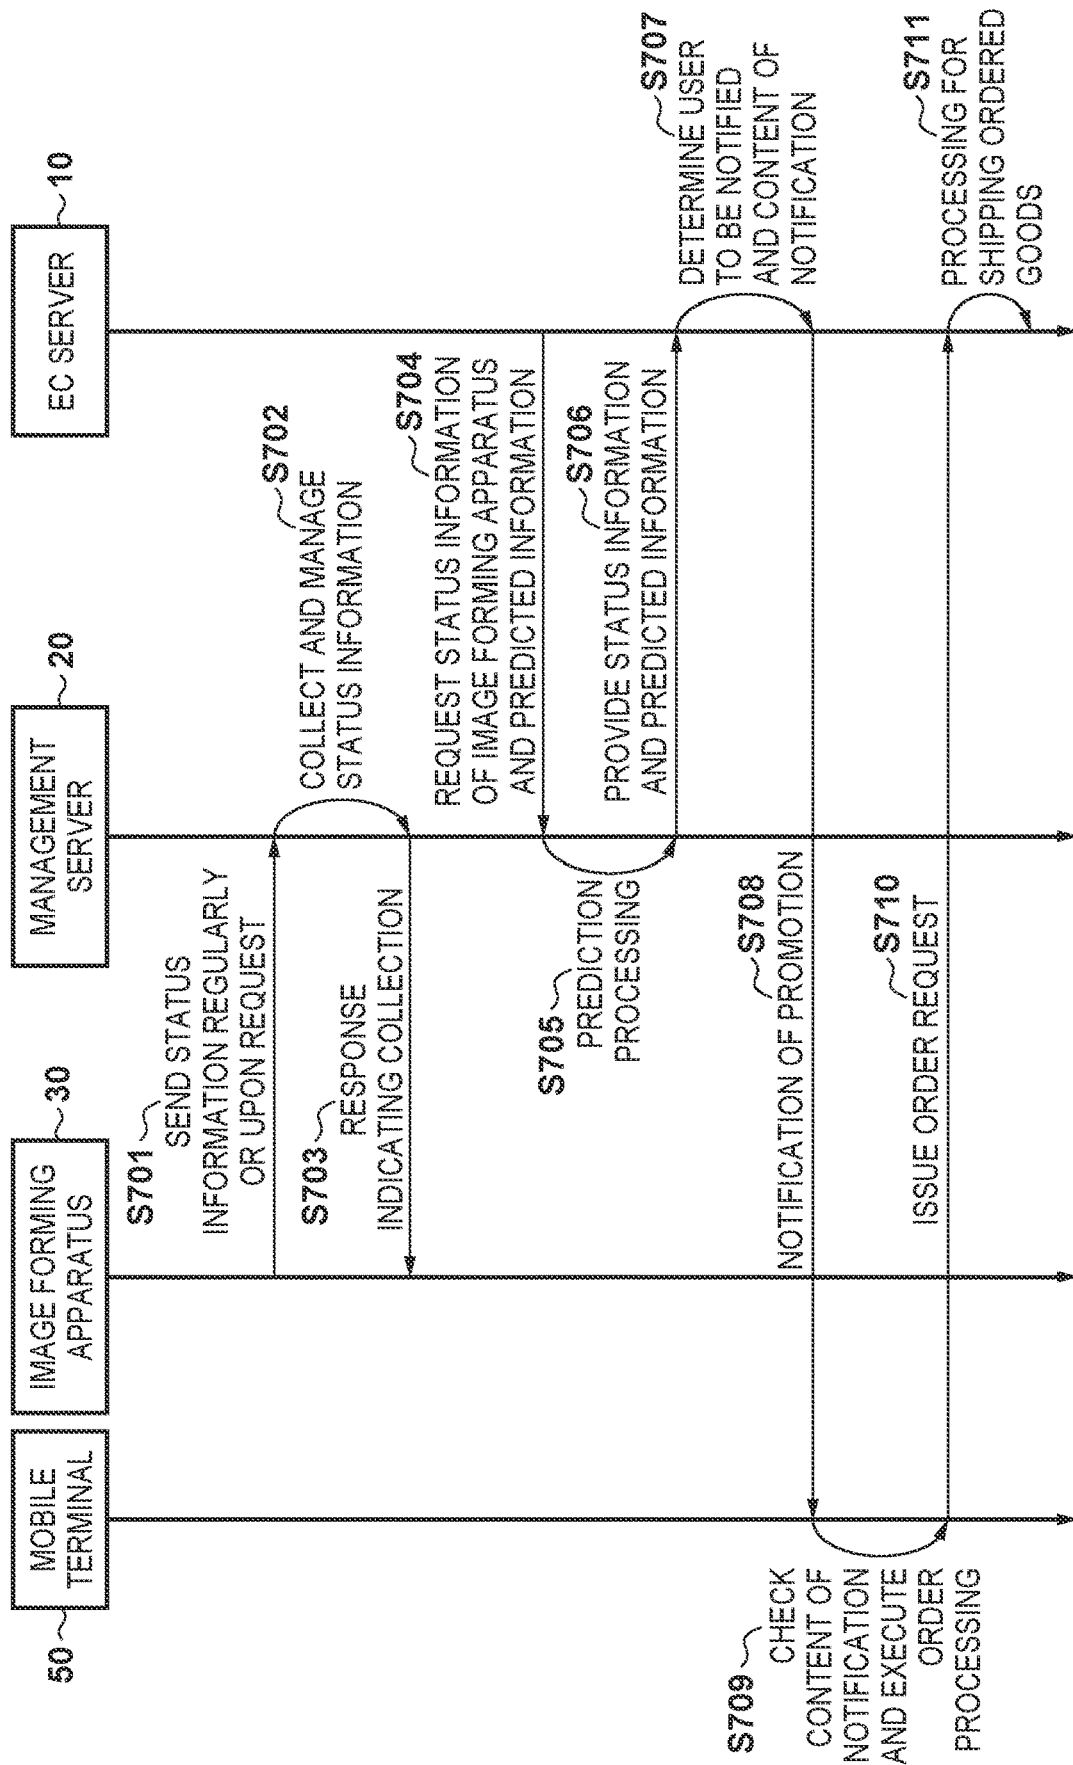 MOBILE
TERMINAL
50
IMAGE FORMING
APPARATUS
30
MANAGEMENT
SERVER
20
EC SERVER
10
S701
SEND STATUS
INFORMATION REGULARLY
OR UPON REQUEST
S702
COLLECT AND MANAGE
STATUS INFORMATION
S703
RESPONSE
INDICATING COLLECTION
S704
REQUEST STATUS INFORMATION
OF IMAGE FORMING APPARATUS
AND PREDICTED INFORMATION
S705
PREDICTION
PROCESSING
S706
PROVIDE STATUS INFORMATION
AND PREDICTED INFORMATION
S707
DETERMINE USER
TO BE NOTIFIED
AND CONTENT OF
NOTIFICATION
S708
NOTIFICATION OF PROMOTION
S709
CHECK
CONTENT OF
NOTIFICATION
AND EXECUTE
ORDER
PROCESSING
S710
ISSUE ORDER REQUEST
S711
PROCESSING FOR
SHIPPING ORDERED
GOODS